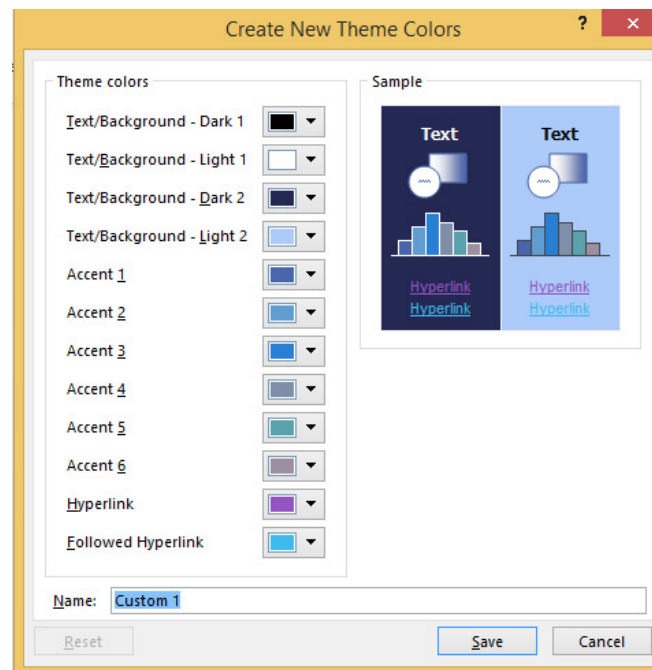 Create New Theme Colors
?
×
Theme colors
Text/Background - Dark 1
Text/Background - Light 1
Text/Background - Dark 2
Text/Background - Light 2
Accent 1
Accent 2
Accent 3
Accent 4
Accent 5
Accent 6
Hyperlink
Followed Hyperlink
Sample
Text Text
Hyperlink Hyperlink
Hyperlink Hyperlink
Name: Custom 1
Reset Save Cancel